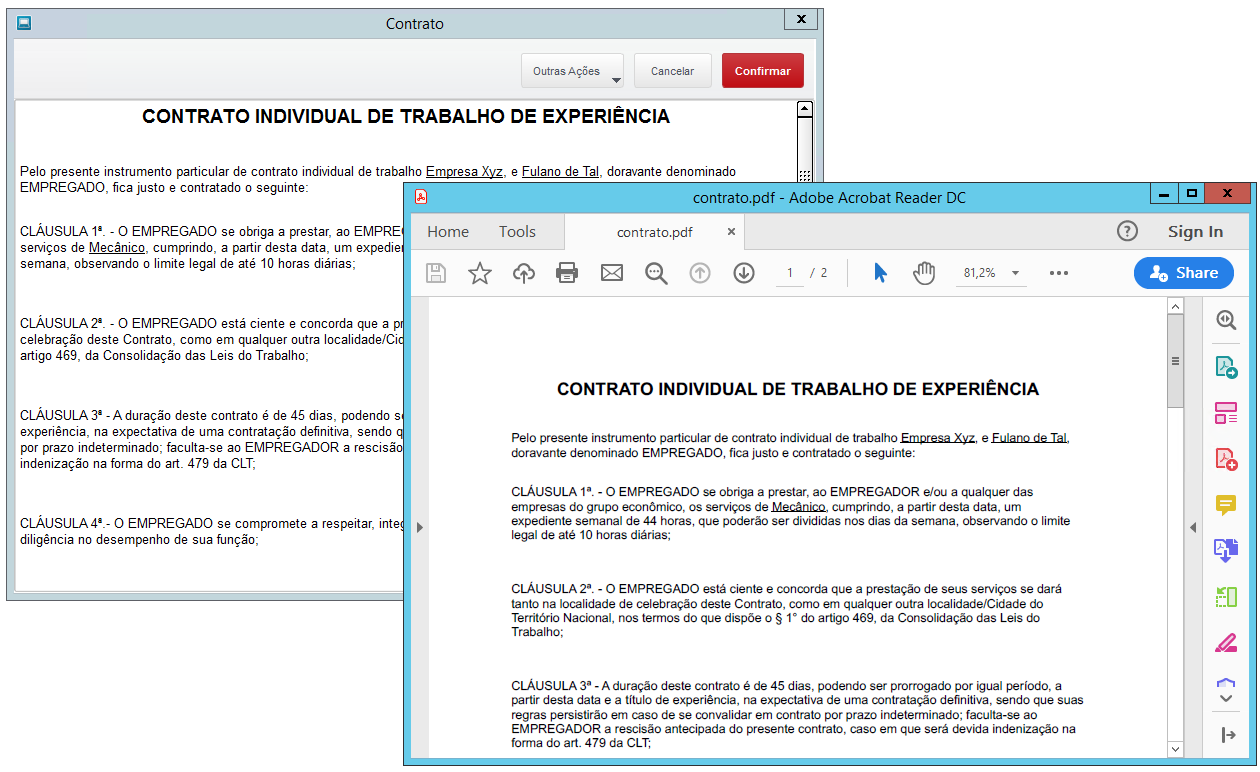 Contrato
x
Outras Ações
Cancelar
Confirmar
CONTRATO INDIVIDUAL DE TRABALHO DE EXPERIÊNCIA
Pelo presente instrumento particular de contrato individual de trabalho Empresa Xyz, e Fulano de Tal, doravante denominado
EMPREGADO, fica justo e contratado o seguinte:
CLÁUSULA 1ª. - O EMPREGADO se obriga a prestar, ao EMPRE
serviços de Mecânico, cumprindo, a partir desta data, um expedien
semana, observando o limite legal de até 10 horas diárias;
CLÁUSULA 2ª. - O EMPREGADO está ciente e concorda que a pr
celebração deste Contrato, como em qualquer outra localidade/Cid
artigo 469, da Consolidação das Leis do Trabalho;
CLÁUSULA 3ª - A duração deste contrato é de 45 dias, podendo se
experiência, na expectativa de uma contratação definitiva, sendo q
por prazo indeterminado; faculta-se ao EMPREGADOR a rescisão
indenização na forma do art. 479 da CLT;
CLÁUSULA 4ª.- O EMPREGADO se compromete a respeitar, integ
diligência no desempenho de sua função;
contrato.pdf - Adobe Acrobat Reader DC
x
Home
Tools
contrato.pdf
×
?
Sign In
1 / 2
81,2%
Share
CONTRATO INDIVIDUAL DE TRABALHO DE EXPERIÊNCIA
Pelo presente instrumento particular de contrato individual de trabalho Empresa Xyz, e Fulano de Tal,
doravante denominado EMPREGADO, fica justo e contratado o seguinte:
CLÁUSULA 1ª. - O EMPREGADO se obriga a prestar, ao EMPREGADOR e/ou a qualquer das
empresas do grupo econômico, os serviços de Mecânico, cumprindo, a partir desta data, um
expediente semanal de 44 horas, que poderão ser divididas nos dias da semana, observando o limite
legal de até 10 horas diárias;
CLÁUSULA 2ª. - O EMPREGADO está ciente e concorda que a prestação de seus serviços se dará
tanto na localidade de celebração deste Contrato, como em qualquer outra localidade/Cidade do
Território Nacional, nos termos do que dispõe o § 1° do artigo 469, da Consolidação das Leis do
Trabalho;
CLÁUSULA 3ª - A duração deste contrato é de 45 dias, podendo ser prorrogado por igual período, a
partir desta data e a título de experiência, na expectativa de uma contratação definitiva, sendo que suas
regras persistirão em caso de se convalidar em contrato por prazo indeterminado; faculta-se ao
EMPREGADOR a rescisão antecipada do presente contrato, caso em que será devida indenização na
forma do art. 479 da CLT;